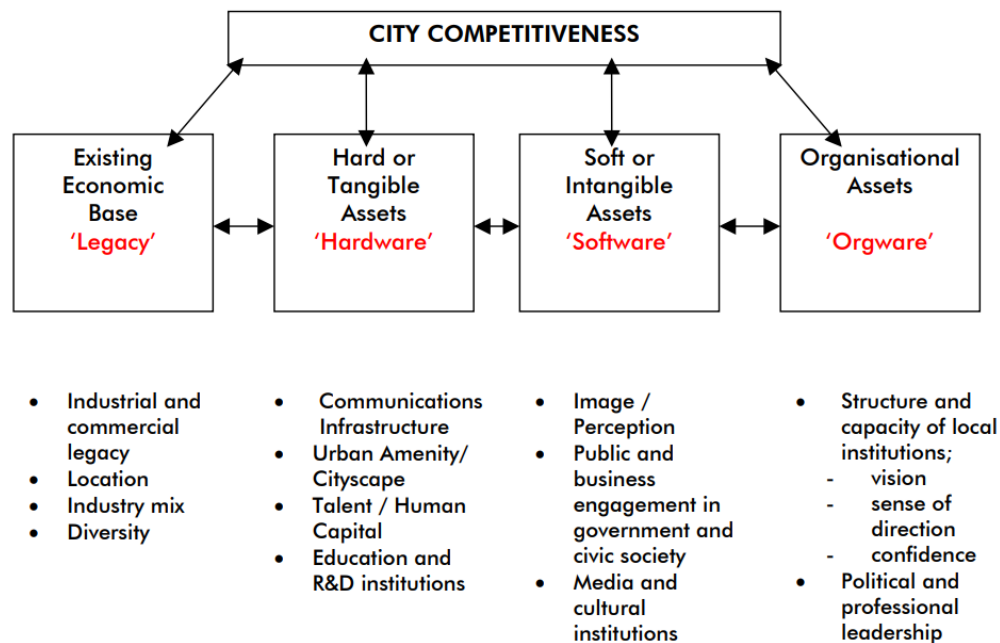 CITY COMPETITIVENESS
Existing
Economic
Base
‘Legacy’
Hard or
Tangible
Assets
‘Hardware’
Soft or
Intangible
Assets
‘Software’
Organisational
Assets
‘Orgware’
• Industrial and
commercial
legacy
• Location
• Industry mix
• Diversity
• Communications
Infrastructure
• Urban Amenity/
Cityscape
• Talent / Human
Capital
• Education and
R&D institutions
• Image /
Perception
• Public and
business
engagement in
government and
civic society
• Media and
cultural
institutions
• Structure and
capacity of local
institutions;
- vision
- sense of
direction
- confidence
• Political and
professional
leadership